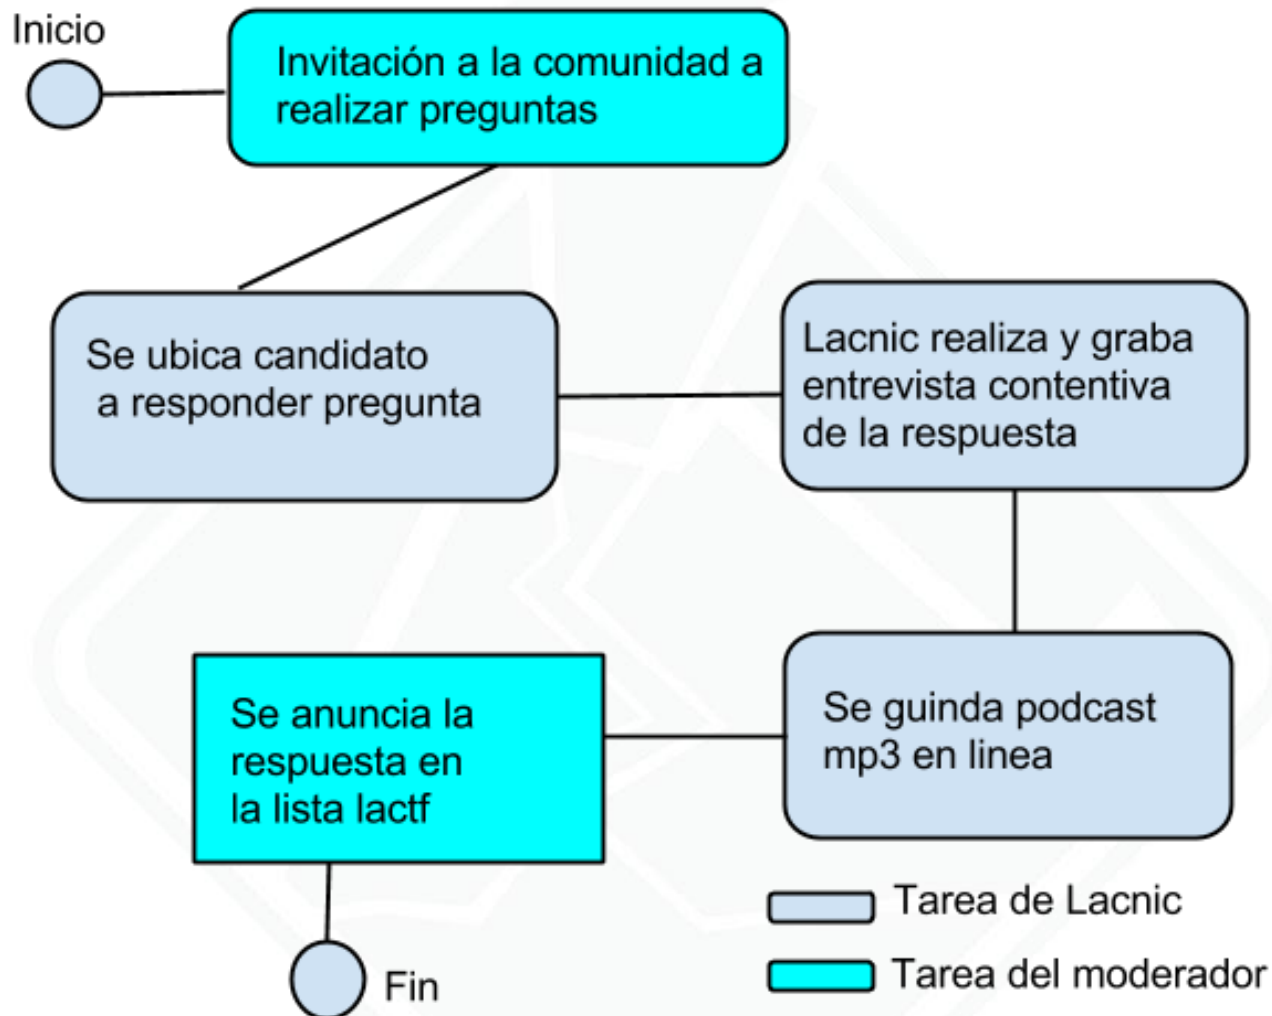 Inicio
Invitación a la comunidad a
realizar preguntas
Se ubica candidato
a responder pregunta
Lacnic realiza y graba
entrevista contentiva
de la respuesta
Se guinda podcast
mp3 en linea
Se anuncia la
respuesta en
la lista lactf
Fin
Tarea de Lacnic
Tarea del moderador